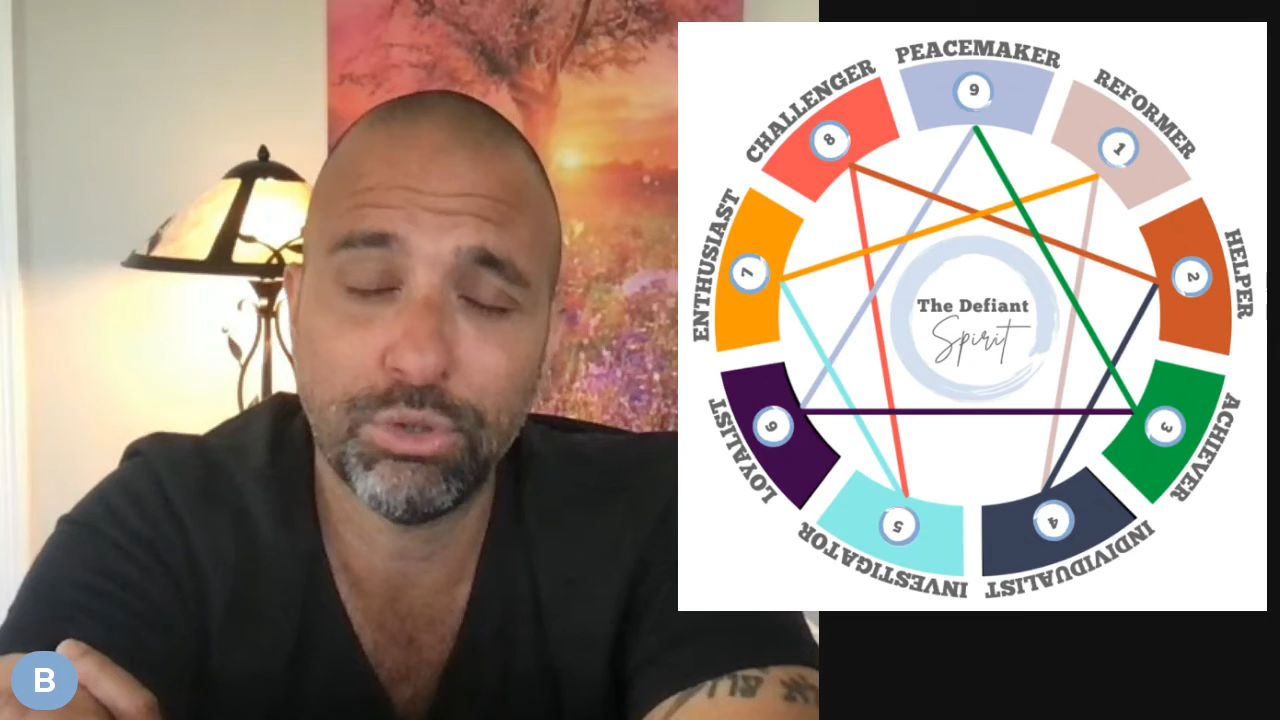 PEACEMAKER
9
REFORMER
1
HELPER
2
ACHIEVER
3
INDIVIDUALIST
4
INVESTIGATOR
5
LOYALIST
6
ENTHUSIAST
7
CHALLENGER
8
The Defiant
Spirit
B